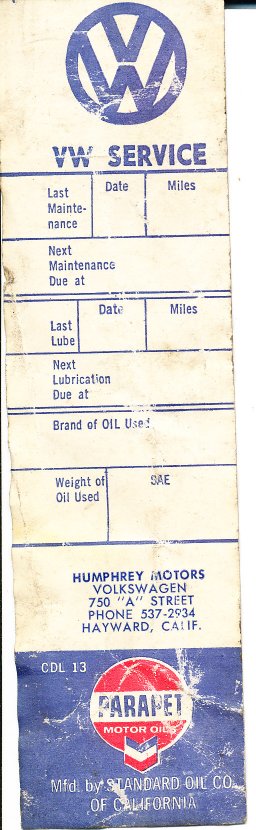 VW
VW SERVICE
Last Mainte-nance
Date
Miles
Next
Maintenance
Due at
Last
Lube
Date
Miles
Next
Lubrication
Due at
Brand of OIL Used
Weight of
Oil Used
SAE
HUMPHREY MOTORS
VOLKSWAGEN
750 "A" STREET
PHONE 537-2934
HAYWARD, CALIF.
CDL 13
PARAPET
MOTOR OILS
Mfd. by STANDARD OIL CO.
OF CALIFORNIA